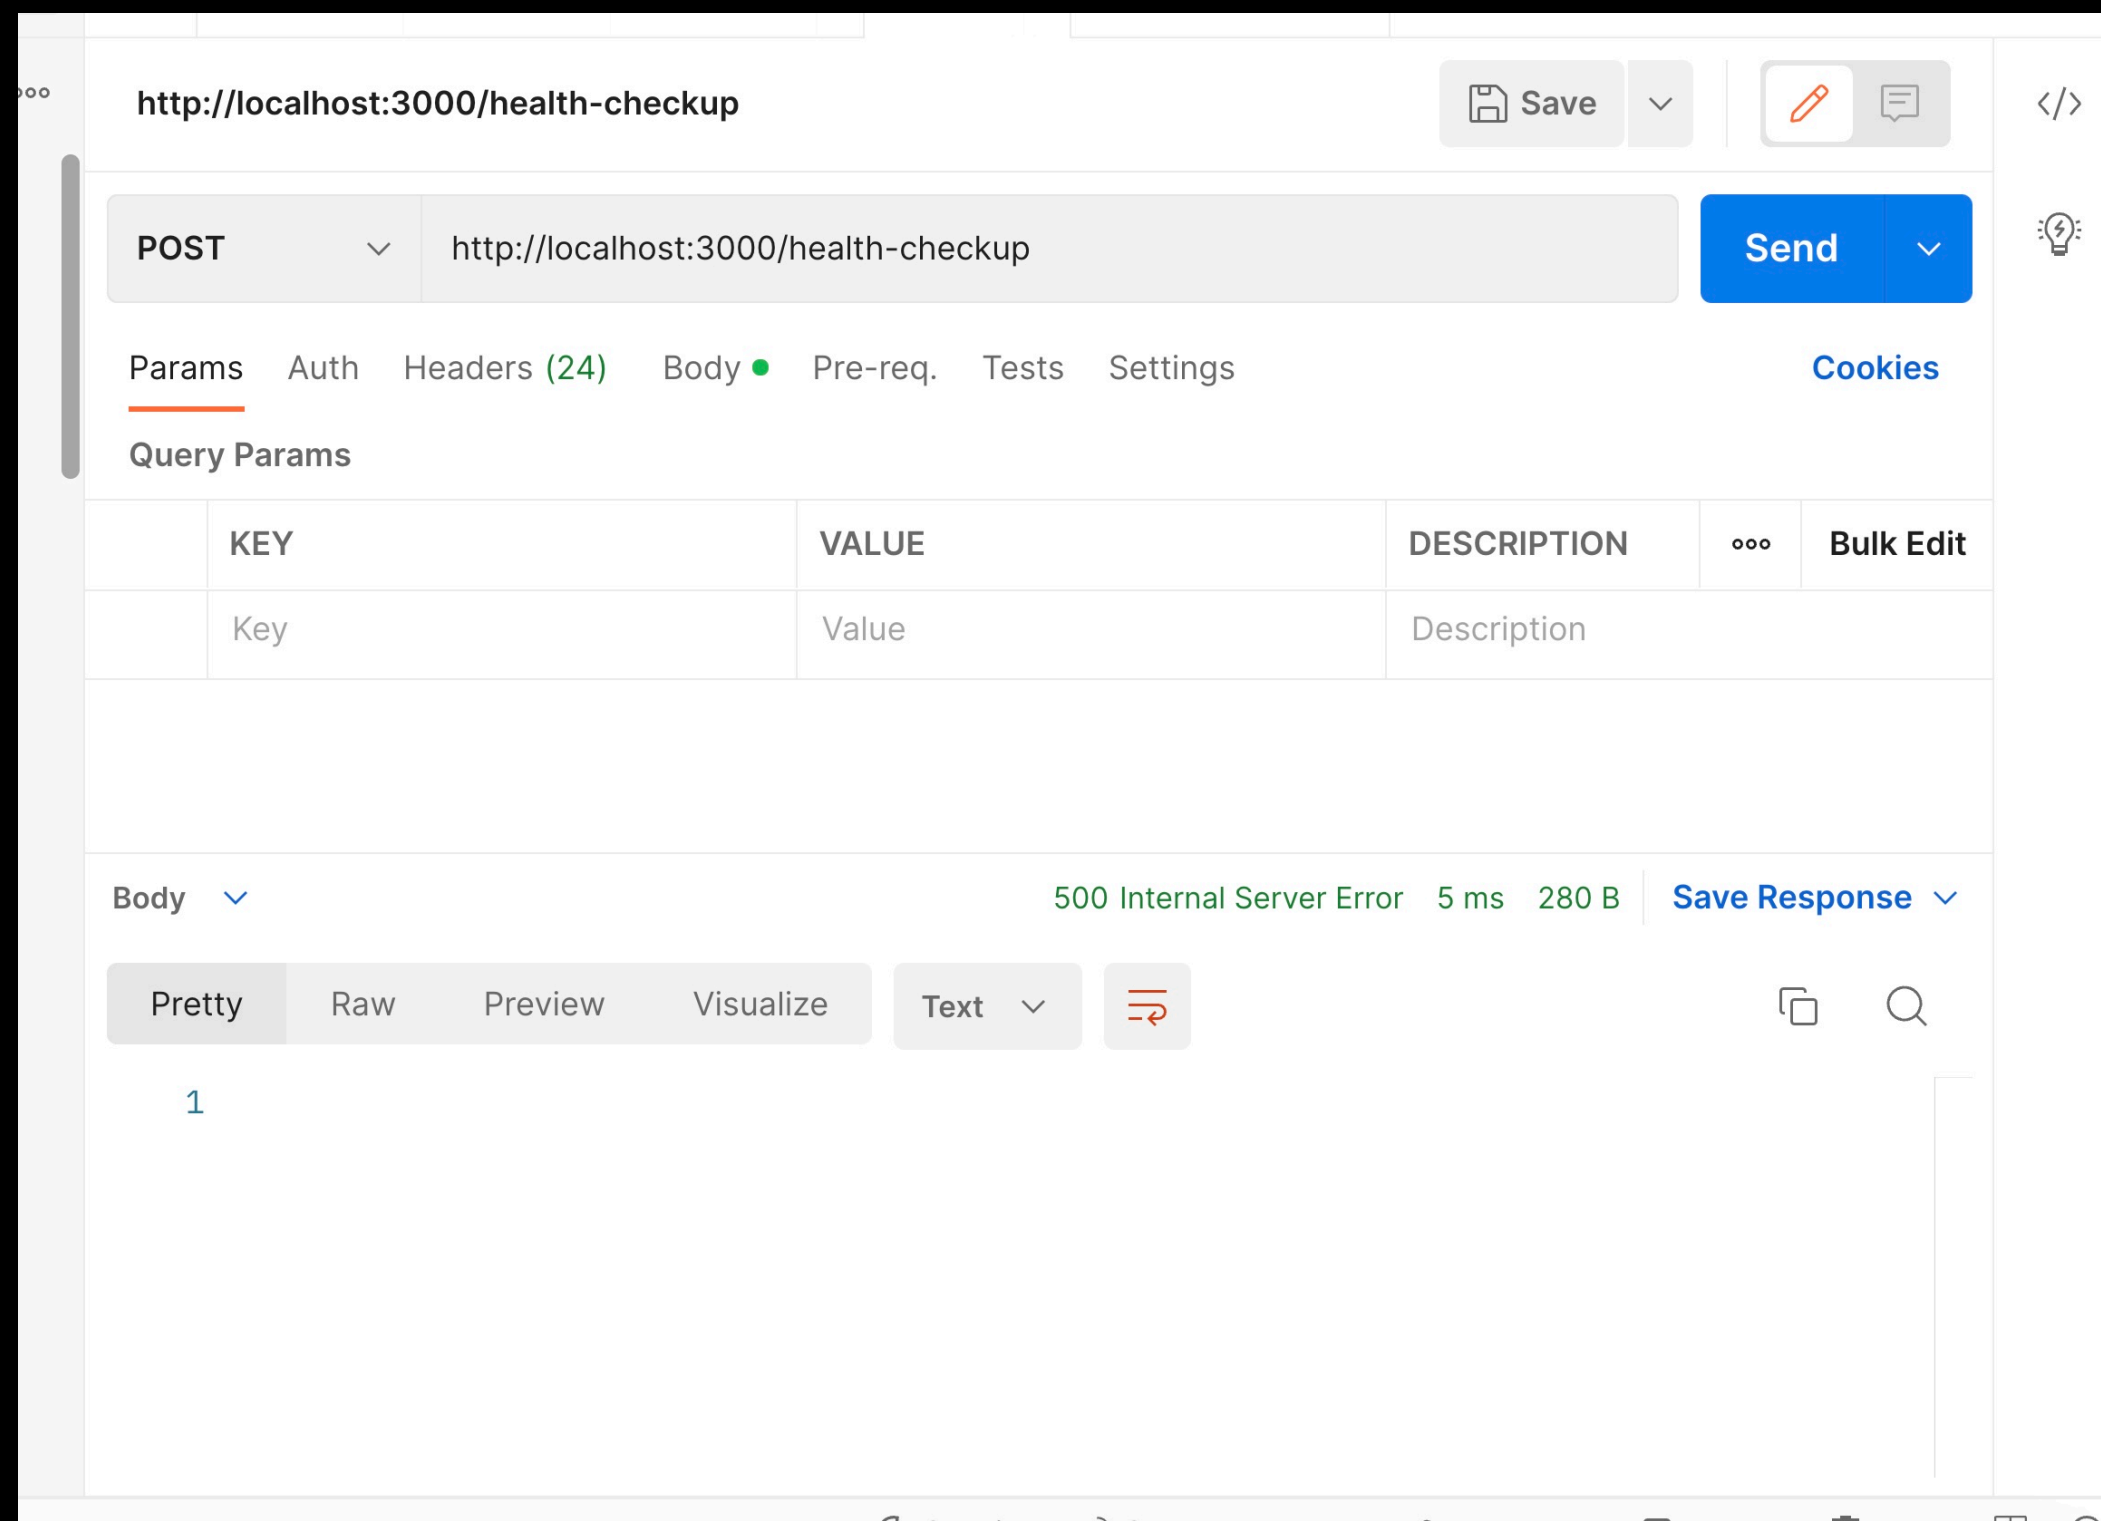 http://localhost:3000/health-checkup
Save
POST http://localhost:3000/health-checkup Send
Params Auth Headers (24) Body Pre-req. Tests Settings Cookies
Query Params
KEY VALUE DESCRIPTION Bulk Edit
Key Value Description
Body 500 Internal Server Error 5 ms 280 B Save Response
Pretty Raw Preview Visualize Text
1